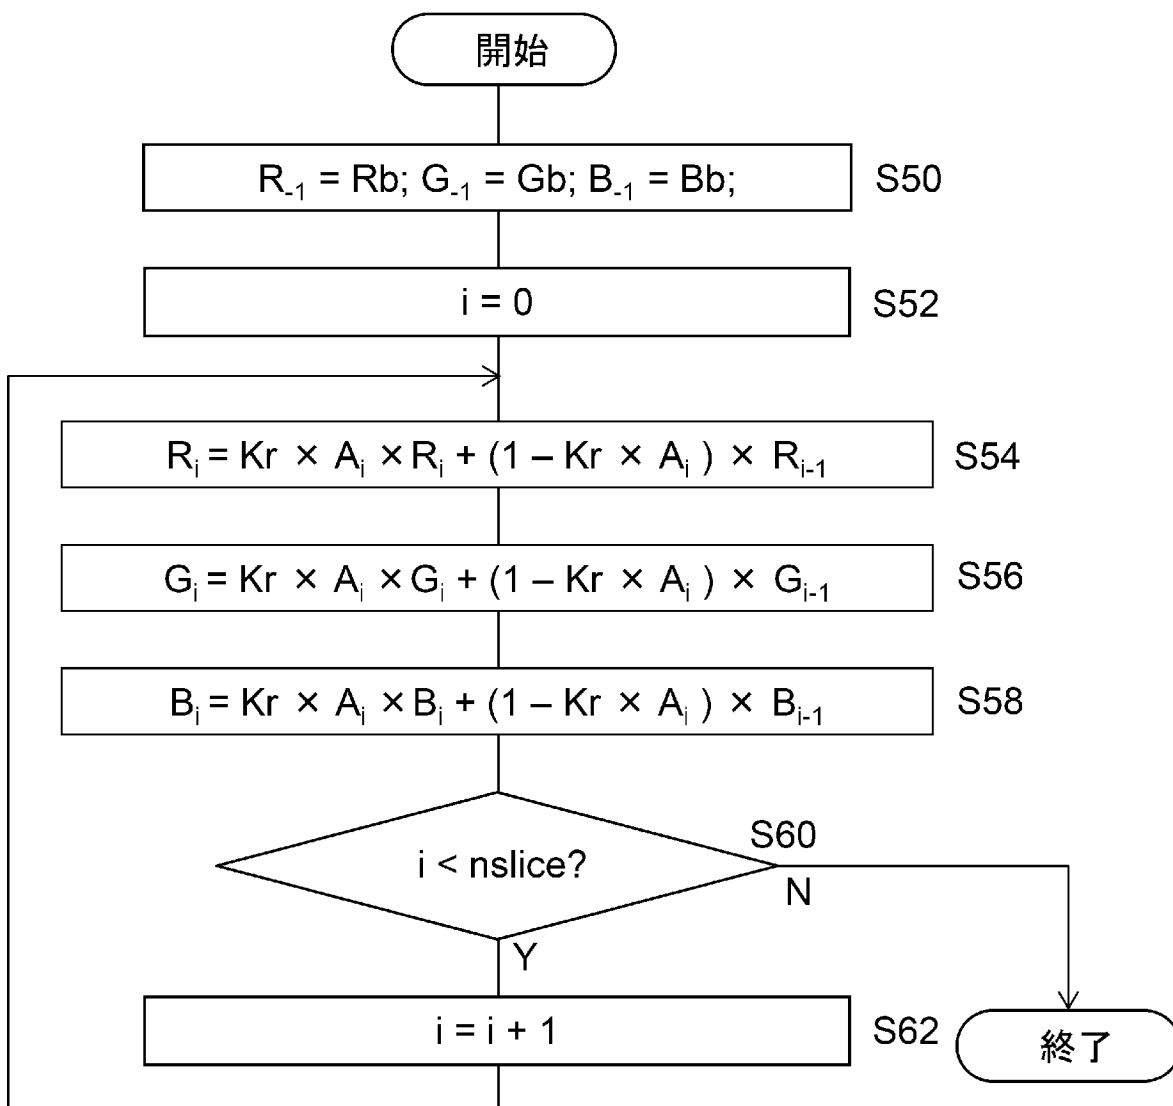 開始
R₋₁ = Rb; G₋₁ = Gb; B₋₁ = Bb; S50
i = 0 S52
Rᵢ = Kr × Aᵢ × Rᵢ + (1 – Kr × Aᵢ ) × Rᵢ₋₁ S54
Gᵢ = Kr × Aᵢ × Gᵢ + (1 – Kr × Aᵢ ) × Gᵢ₋₁ S56
Bᵢ = Kr × Aᵢ × Bᵢ + (1 – Kr × Aᵢ ) × Bᵢ₋₁ S58
S60
i < nslice?
N
Y
i = i + 1 S62
終了